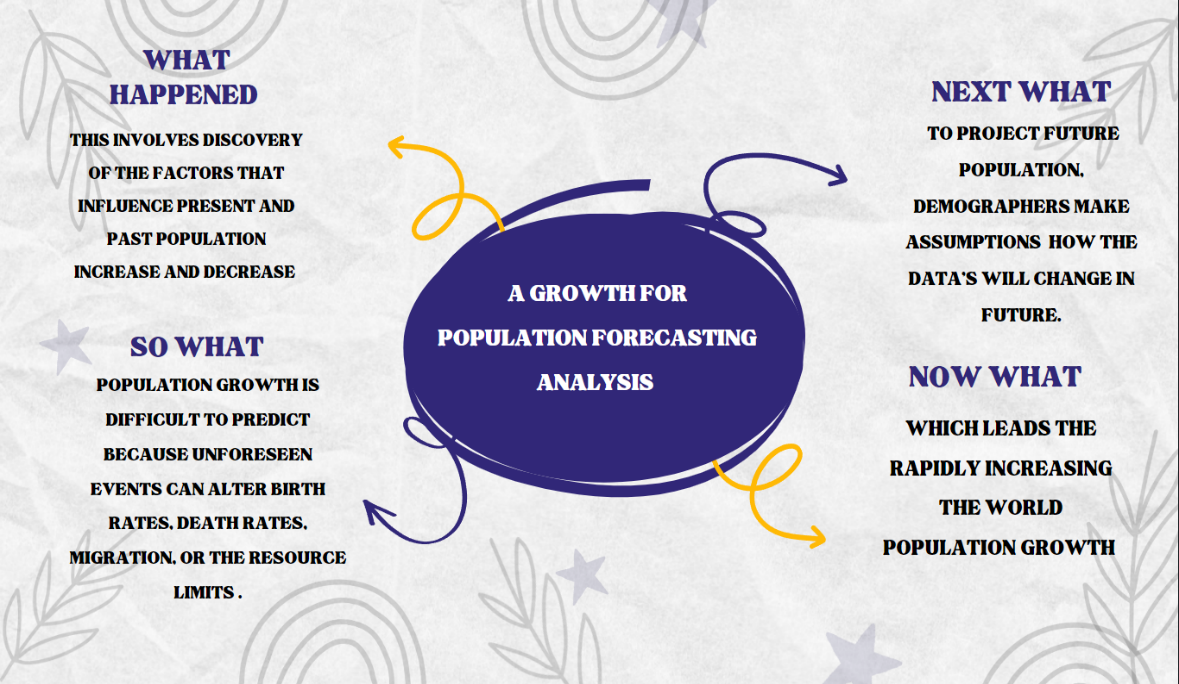 WHAT
HAPPENED
THIS INVOLVES DISCOVERY
OF THE FACTORS THAT
INFLUENCE PRESENT AND
PAST POPULATION
INCREASE AND DECREASE
SO WHAT
POPULATION GROWTH IS
DIFFICULT TO PREDICT
BECAUSE UNFORESEEN
EVENTS CAN ALTER BIRTH
RATES, DEATH RATES,
MIGRATION, OR THE RESOURCE
LIMITS .
A GROWTH FOR
POPULATION FORECASTING
ANALYSIS
NEXT WHAT
TO PROJECT FUTURE
POPULATION,
DEMOGRAPHERS MAKE
ASSUMPTIONS HOW THE
DATA'S WILL CHANGE IN
FUTURE.
NOW WHAT
WHICH LEADS THE
RAPIDLY INCREASING
THE WORLD
POPULATION GROWTH